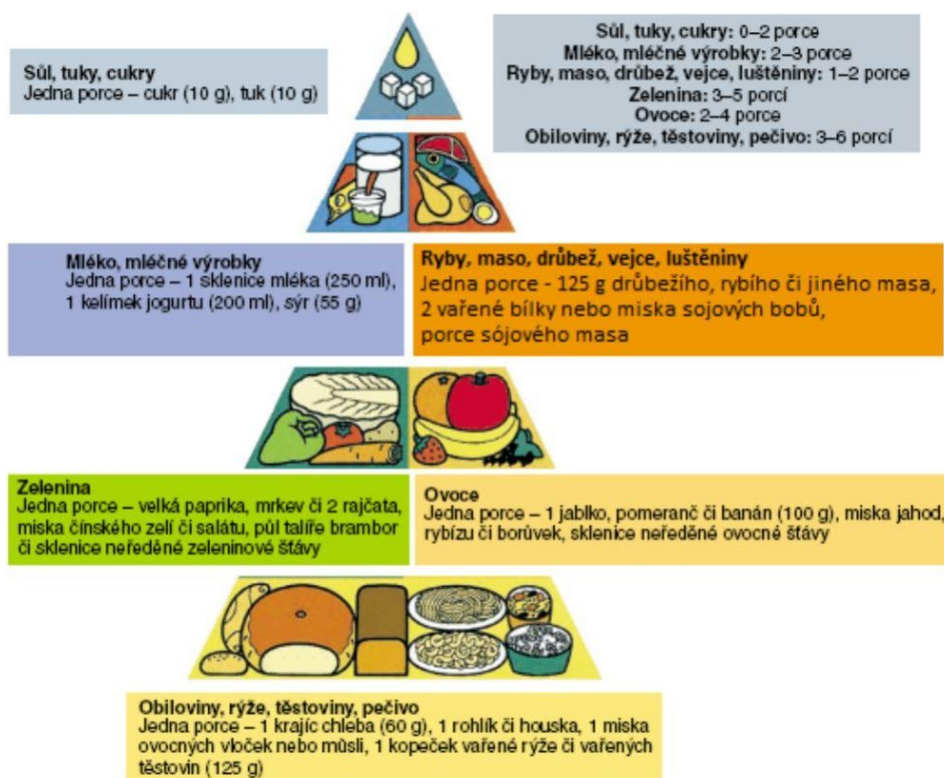 Sůl, tuky, cukry
Jedna porce – cukr (10 g), tuk (10 g)
Sůl, tuky, cukry: 0–2 porce
Mléko, mléčné výrobky: 2–3 porce
Ryby, maso, drůbež, vejce, luštěniny: 1–2 porce
Zelenina: 3–5 porcí
Ovoce: 2–4 porce
Obiloviny, rýže, těstoviny, pečivo: 3–6 porcí
Mléko, mléčné výrobky
Jedna porce – 1 sklenice mléka (250 ml),
1 kelímek jogurtu (200 ml), sýr (55 g)
Ryby, maso, drůbež, vejce, luštěniny
Jedna porce - 125 g drůbežího, rybího či jiného masa,
2 vařené bílky nebo miska sojových bobů,
porce sójového masa
Zelenina
Jedna porce – velká paprika, mrkev či 2 rajčata,
miska čínského zelí či salátu, půl talíře brambor
či sklenice neředěné zeleninové šťávy
Ovoce
Jedna porce – 1 jablko, pomeranč či banán (100 g), miska jahod,
rybízu či borůvek, sklenice neředěné ovocné šťávy
Obiloviny, rýže, těstoviny, pečivo
Jedna porce – 1 krajíc chleba (60 g), 1 rohlík či houska, 1 miska
ovocných vloček nebo műsli, 1 kopeček vařené rýže či vařených
těstovin (125 g)